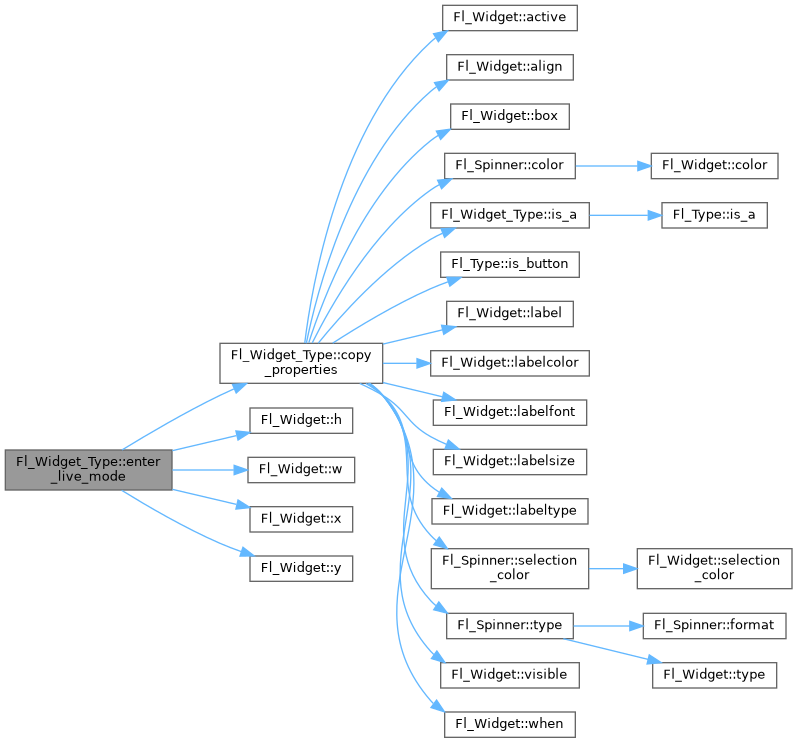 Fl_Widget_Type::enter
_live_mode
Fl_Widget_Type::copy
_properties
Fl_Widget::h
Fl_Widget::w
Fl_Widget::x
Fl_Widget::y
Fl_Widget::active
Fl_Widget::align
Fl_Widget::box
Fl_Spinner::color
Fl_Widget::color
Fl_Widget_Type::is_a
Fl_Type::is_a
Fl_Type::is_button
Fl_Widget::label
Fl_Widget::labelcolor
Fl_Widget::labelfont
Fl_Widget::labelsize
Fl_Widget::labeltype
Fl_Spinner::selection
_color
Fl_Widget::selection
_color
Fl_Spinner::type
Fl_Spinner::format
Fl_Widget::type
Fl_Widget::visible
Fl_Widget::when